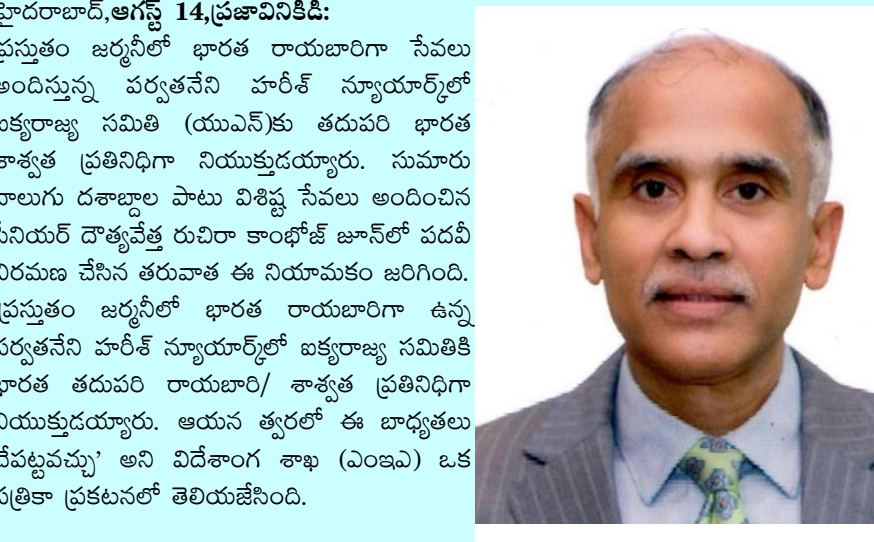 హైదరాబాద్,ఆగస్ట్ 14,ప్రజావినికిడి:
ప్రస్తుతం జర్మనీలో భారత రాయబారిగా సేవలు
అందిస్తున్న పర్వతనేని హరీశ్ న్యూయార్క్‌లో
ఐక్యరాజ్య సమితి (యుఎన్)కు తదుపరి భారత
శాశ్వత ప్రతినిధిగా నియుక్తుడయ్యారు. సుమారు
నాలుగు దశాబ్దాల పాటు విశిష్ట సేవలు అందించిన
సీనియర్ దౌత్యవేత్త రుచిరా కాంభోజ్ జూన్‌లో పదవీ
విరమణ చేసిన తరువాత ఈ నియామకం జరిగింది.
'ప్రస్తుతం జర్మనీలో భారత రాయబారిగా ఉన్న
పర్వతనేని హరీశ్ న్యూయార్క్‌లో ఐక్యరాజ్య సమితికి
భారత తదుపరి రాయబారి/ శాశ్వత ప్రతినిధిగా
నియుక్తుడయ్యారు. ఆయన త్వరలో ఈ బాధ్యతలు
చేపట్టవచ్చు' అని విదేశాంగ శాఖ (ఎంఇఎ) ఒక
పత్రికా ప్రకటనలో తెలియజేసింది.